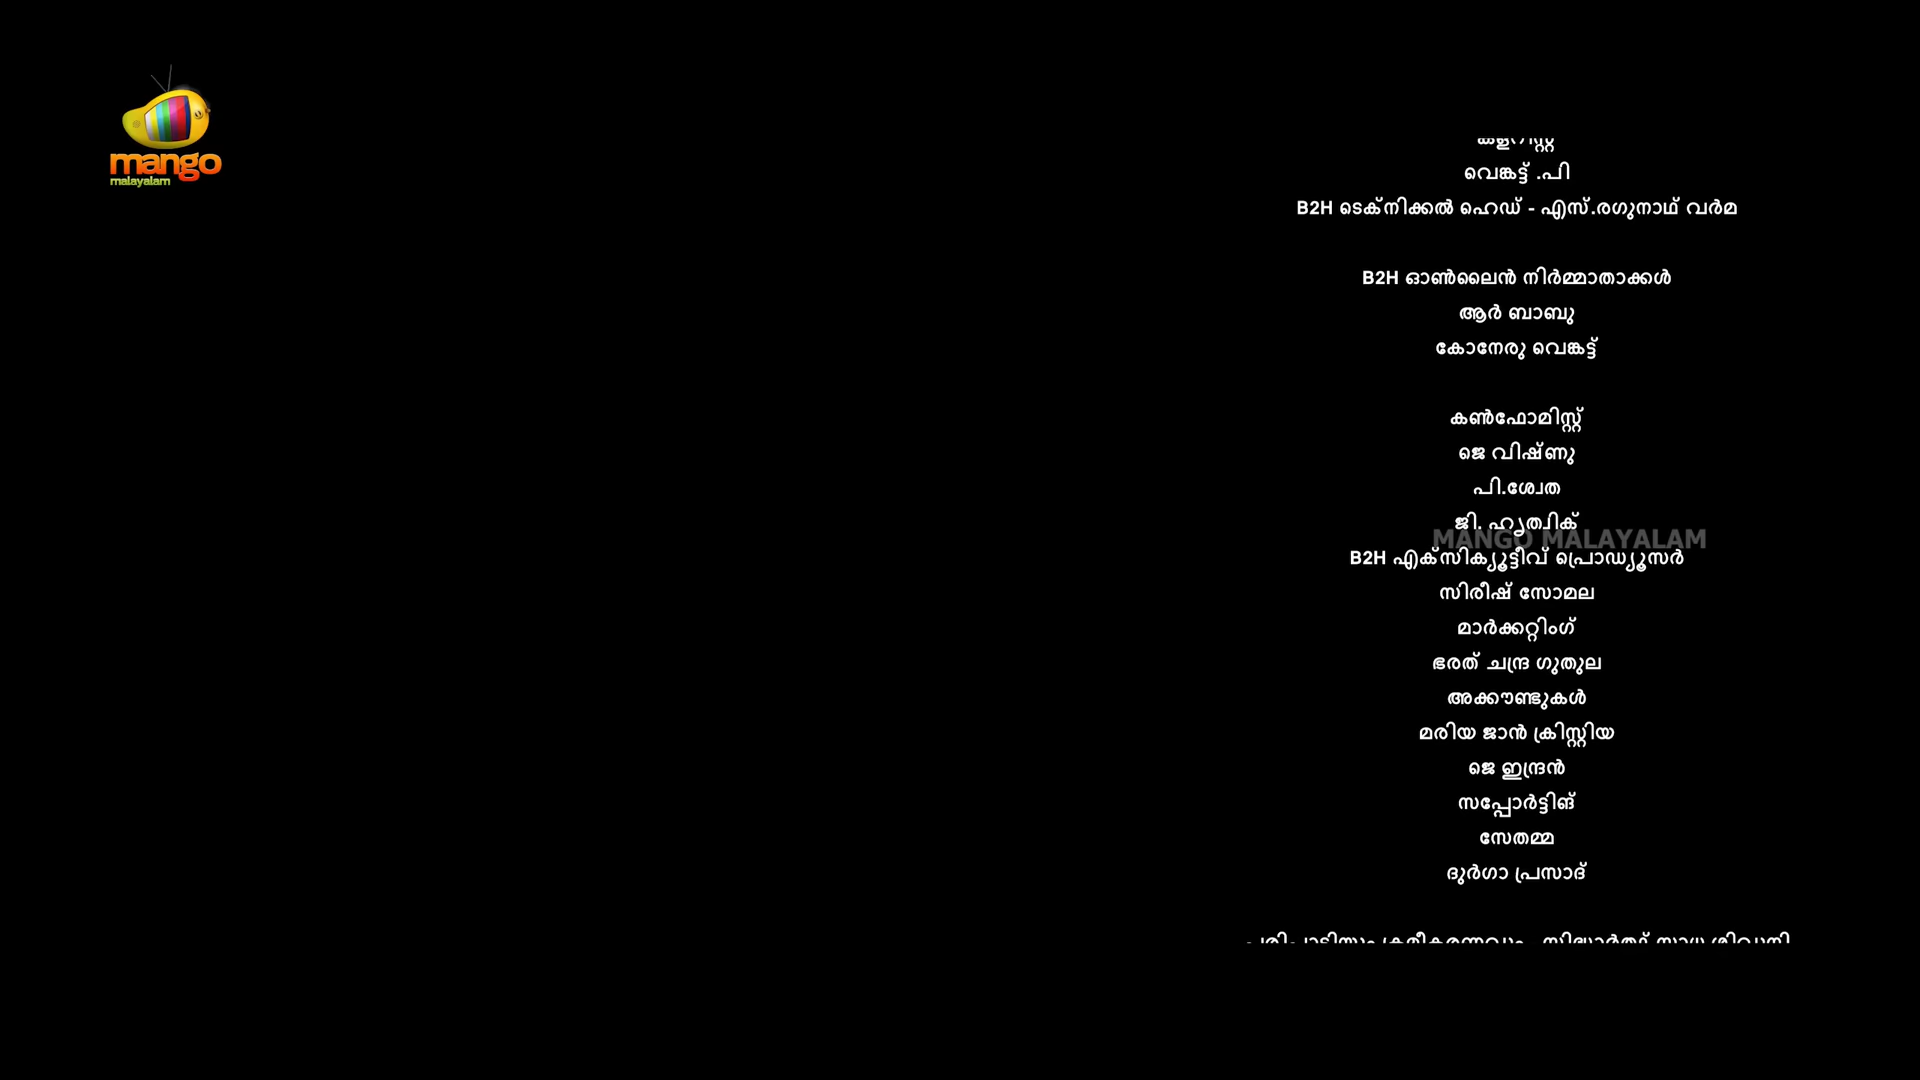 mango
malayalam
വെങ്കട്ട് .പി
B2H ടെക്നിക്കൽ ഹെഡ് - എസ്.രഗുനാഥ് വർമ
B2H ഓൺലൈൻ നിർമ്മാതാക്കൾ
ആർ ബാബു
കോനേരു വെങ്കട്ട്
കൺഫോമിസ്റ്റ്
ജെ വിഷ്ണു
പി.ശ്വേത
ജി. ഹൃത്വിക്
MANGO MALAYALAM
B2H എക്സിക്യൂട്ടീവ് പ്രൊഡ്യൂസർ
സിരീഷ് സോമല
മാർക്കറ്റിംഗ്
ഭരത് ചന്ദ്ര ഗുതുല
അക്കൗണ്ടുകൾ
മരിയ ജാൻ ക്രിസ്റ്റിയ
ജെ ഇന്ദ്രൻ
സപ്പോർട്ടിങ്
സേതമ്മ
ദുർഗാ പ്രസാദ്